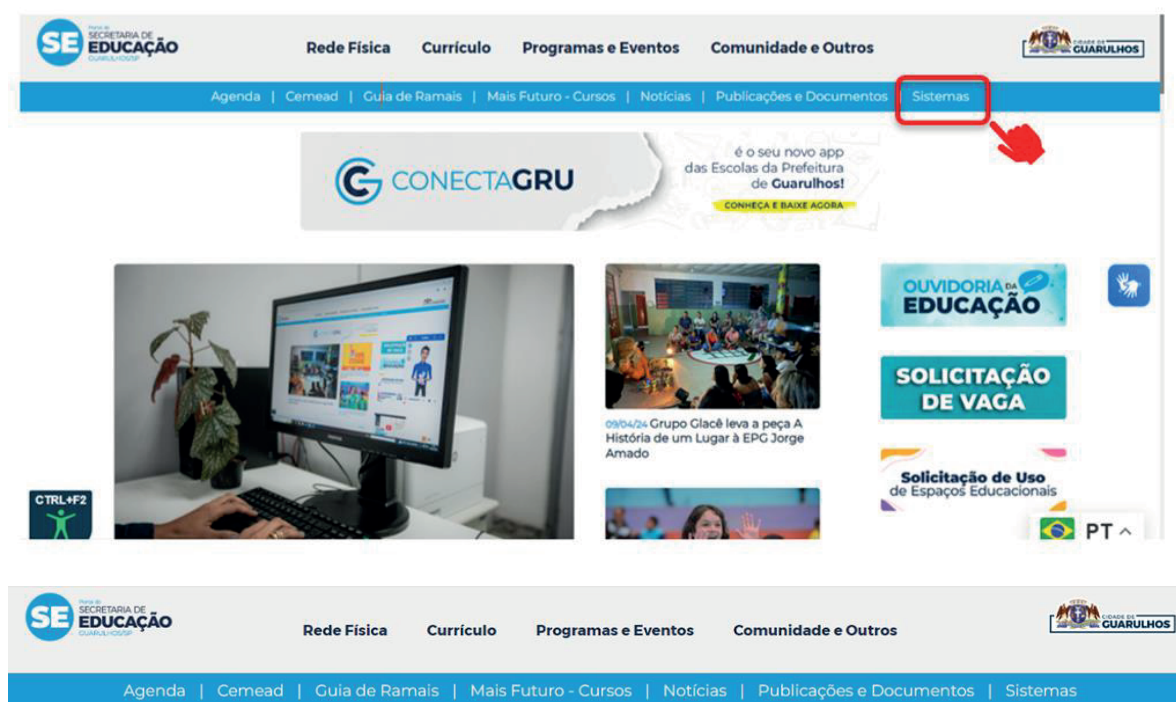 Portal da
SECRETARIA DE
SE EDUCAÇÃO
GUARULHOS/SP
Rede Física Currículo Programas e Eventos Comunidade e Outros
CIDADE DE
GUARULHOS
Agenda | Cemead | Guia de Ramais | Mais Futuro - Cursos | Notícias | Publicações e Documentos | Sistemas
CONECTAGRU
é o seu novo app
das Escolas da Prefeitura
de Guarulhos!
CONHEÇA E BAIXE AGORA
OUVIDORIA DA
EDUCAÇÃO
SOLICITAÇÃO
DE VAGA
09/04/24 Grupo Glacê leva a peça A
História de um Lugar à EPG Jorge
Amado
Solicitação de Uso
de Espaços Educacionais
CTRL+F2
PT
Portal da
SECRETARIA DE
SE EDUCAÇÃO
GUARULHOS/SP
Rede Física Currículo Programas e Eventos Comunidade e Outros
CIDADE DE
GUARULHOS
Agenda | Cemead | Guia de Ramais | Mais Futuro - Cursos | Notícias | Publicações e Documentos | Sistemas